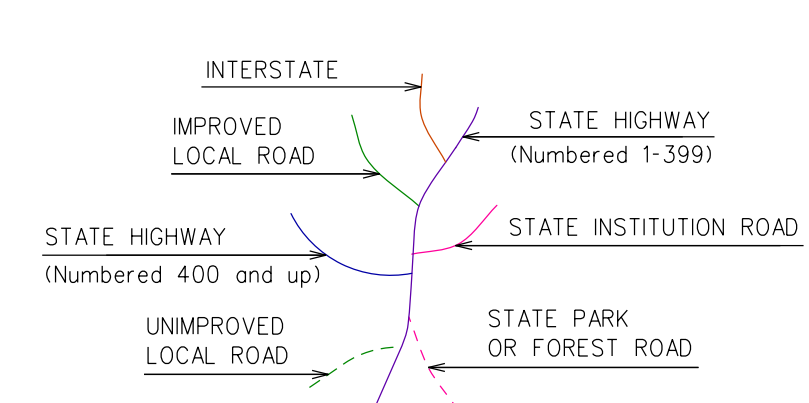 INTERSTATE
STATE HIGHWAY
(Numbered 1-399)
IMPROVED
LOCAL ROAD
STATE INSTITUTION ROAD
STATE HIGHWAY
(Numbered 400 and up)
UNIMPROVED
LOCAL ROAD
STATE PARK
OR FOREST ROAD